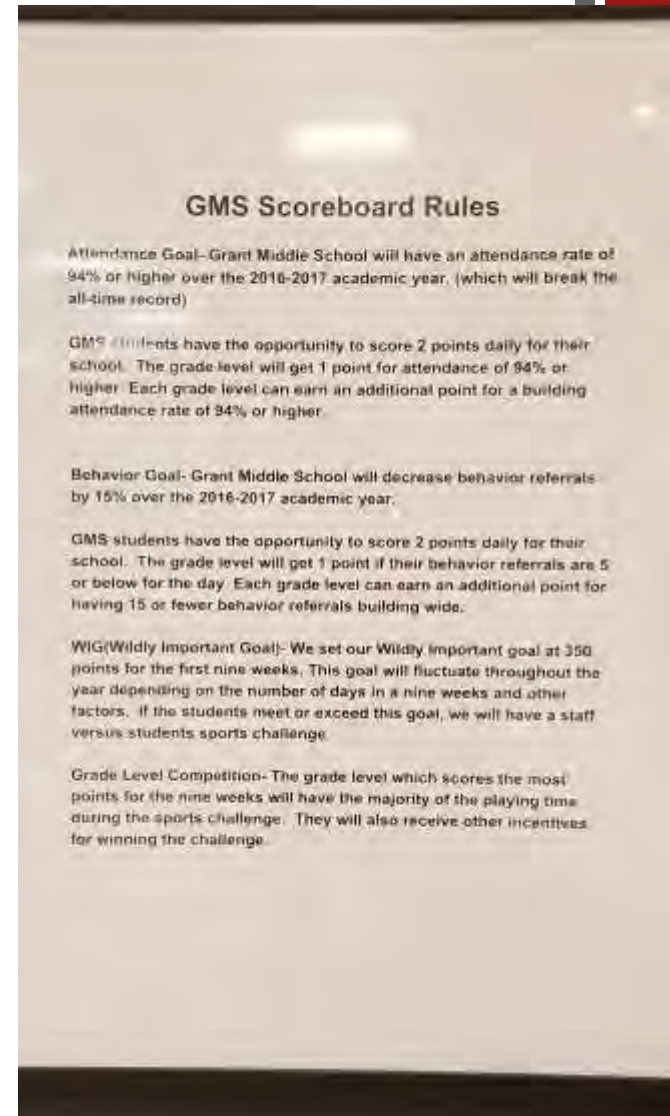 GMS Scoreboard Rules
Attendance Goal- Grant Middle School will have an attendance rate of
94% or higher over the 2016-2017 academic year. (which will break the
all-time record)
GMS students have the opportunity to score 2 points daily for their
school. The grade level will get 1 point for attendance of 94% or
higher. Each grade level can earn an additional point for a building
attendance rate of 94% or higher.
Behavior Goal- Grant Middle School will decrease behavior referrals
by 15% over the 2016-2017 academic year.
GMS students have the opportunity to score 2 points daily for their
school. The grade level will get 1 point if their behavior referrals are 5
or below for the day. Each grade level can earn an additional point for
having 15 or fewer behavior referrals building wide.
WIG(Wildly Important Goal)- We set our Wildly Important goal at 350
points for the first nine weeks. This goal will fluctuate throughout the
year depending on the number of days in a nine weeks and other
factors. If the students meet or exceed this goal, we will have a staff
versus students sports challenge.
Grade Level Competition- The grade level which scores the most
points for the nine weeks will have the majority of the playing time
during the sports challenge. They will also receive other incentives
for winning the challenge.